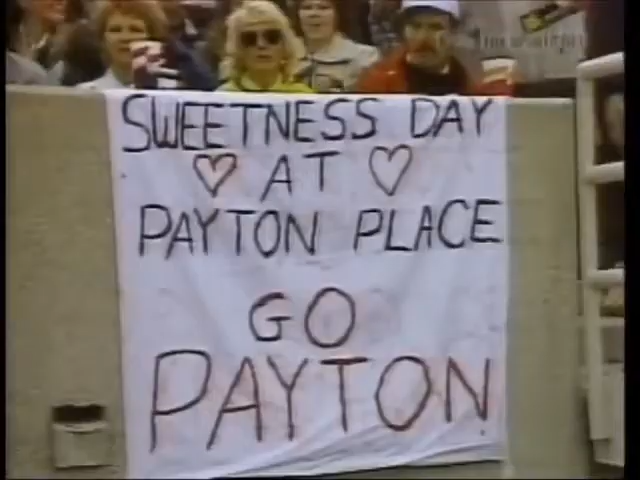 SWEETNESS DAY
♡ AT ♡
PAYTON PLACE
GO
PAYTON